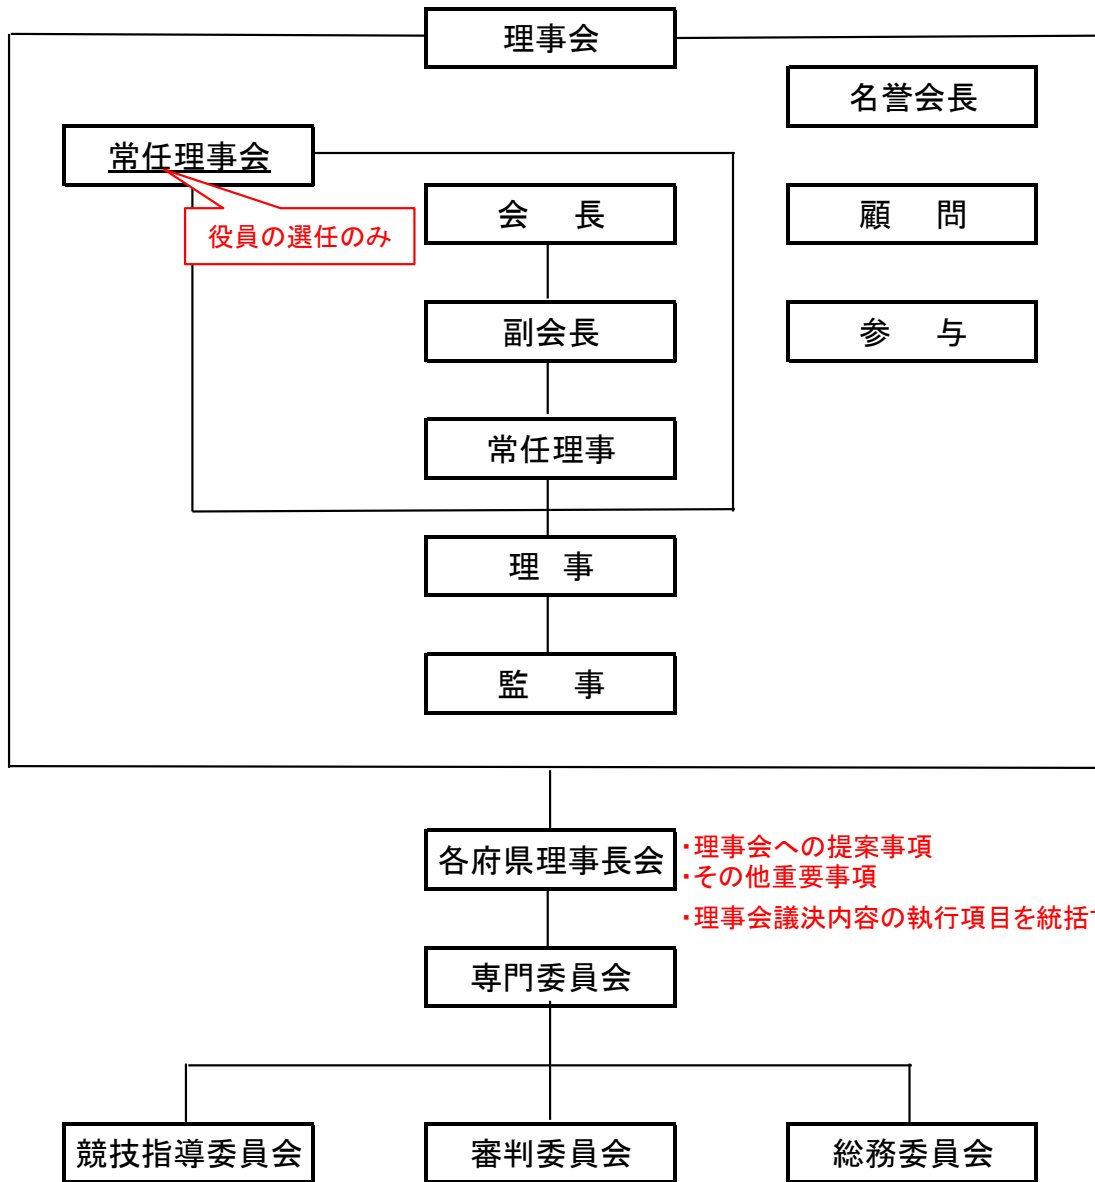 理事会
名誉会長
常任理事会
役員の選任のみ
会　長
顧　問
副会長
参　与
常任理事
理 事
監　事
各府県理事長会
・理事会への提案事項
・その他重要事項
・理事会議決内容の執行項目を統括
専門委員会
競技指導委員会
審判委員会
総務委員会